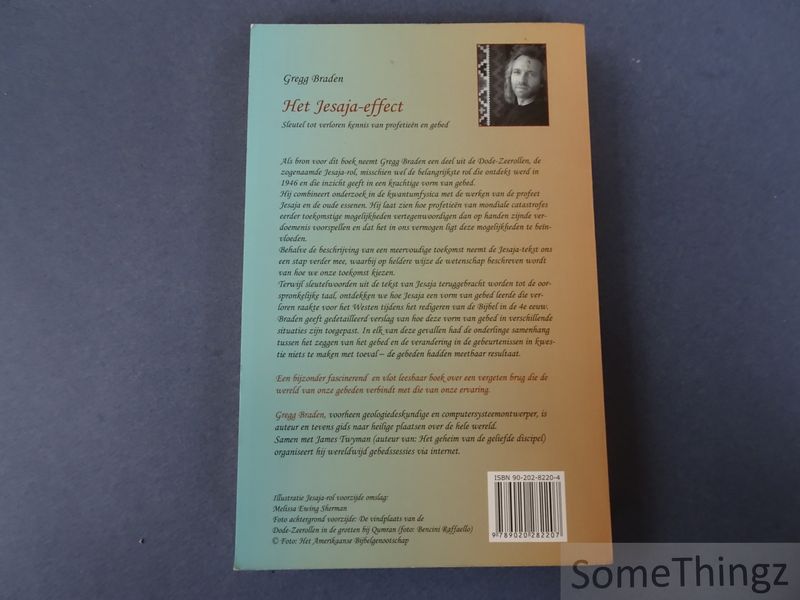 Gregg Braden
Het Jesaja-effect
Sleutel tot verloren kennis van profetieën en gebed
Als bron voor dit boek neemt Gregg Braden een deel uit de Dode-Zeerollen, de
zogenaamde Jesaja-rol, misschien wel de belangrijkste rol die ontdekt werd in
1946 en die inzicht geeft in een krachtige vorm van gebed.
Hij combineert onderzoek in de kwantumfysica met de werken van de profeet
Jesaja en de oude essenen. Hij laat zien hoe profetieën van mondiale catastrofes
eerder toekomstige mogelijkheden vertegenwoordigen dan op handen zijnde ver-
doemenis voorspellen en dat het in ons vermogen ligt deze mogelijkheden te beïn-
vloeden.
Behalve de beschrijving van een meervoudige toekomst neemt de Jesaja-tekst ons
een stap verder mee, waarbij op heldere wijze de wetenschap beschreven wordt
van hoe we onze toekomst kiezen.
Terwijl sleutelwoorden uit de tekst van Jesaja teruggebracht worden tot de oor-
spronkelijke taal, ontdekken we hoe Jesaja een vorm van gebed leerde die ver-
loren raakte voor het Westen tijdens het redigeren van de Bijbel in de 4e eeuw.
Braden geeft gedetailleerd verslag van hoe deze vorm van gebed in verschillende
situaties zijn toegepast. In elk van deze gevallen had de onderlinge samenhang
tussen het zeggen van het gebed en de verandering in de gebeurtenissen in kwes-
tie niets te maken met toeval – de gebeden hadden meetbaar resultaat.
Een bijzonder fascinerend en vlot leesbaar boek over een vergeten brug die de
wereld van onze gebeden verbindt met die van onze ervaring.
Gregg Braden, voorheen geologiedeskundige en computersysteemontwerper, is
auteur en tevens gids naar heilige plaatsen over de hele wereld.
Samen met James Twyman (auteur van: Het geheim van de geliefde discipel)
organiseert hij wereldwijd gebedssessies via internet.
ISBN 90-202-8220-4
9 789020 282207
Illustratie Jesaja-rol voorzijde omslag:
Melissa Ewing Sherman
Foto achtergrond voorzijde: De vindplaats van de
Dode-Zeerollen in de grotten bij Qumran (foto: Bencini Raffaello)
© Foto: Het Amerikaanse Bijbelgenootschap
SomeThingz